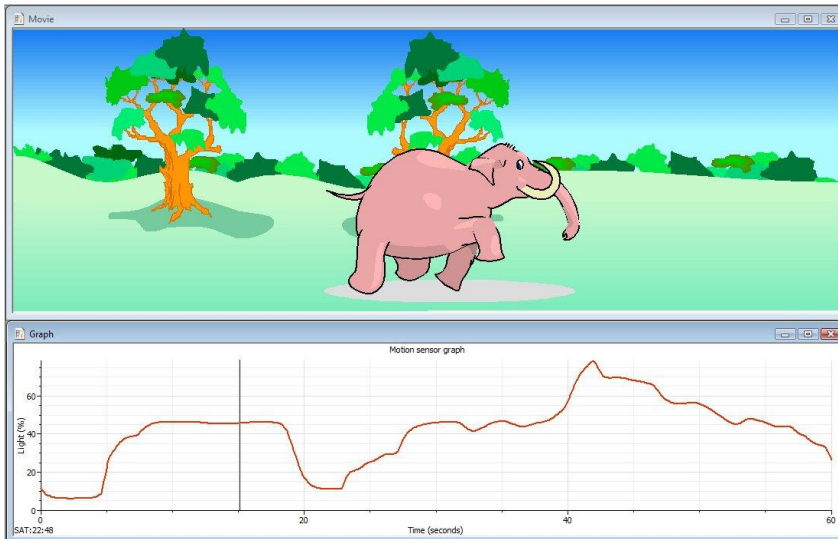 Movie
Graph
Motion sensor graph
Light (%)
60
40
20
0
0
20
40
60
Time (seconds)
SAT:22:48